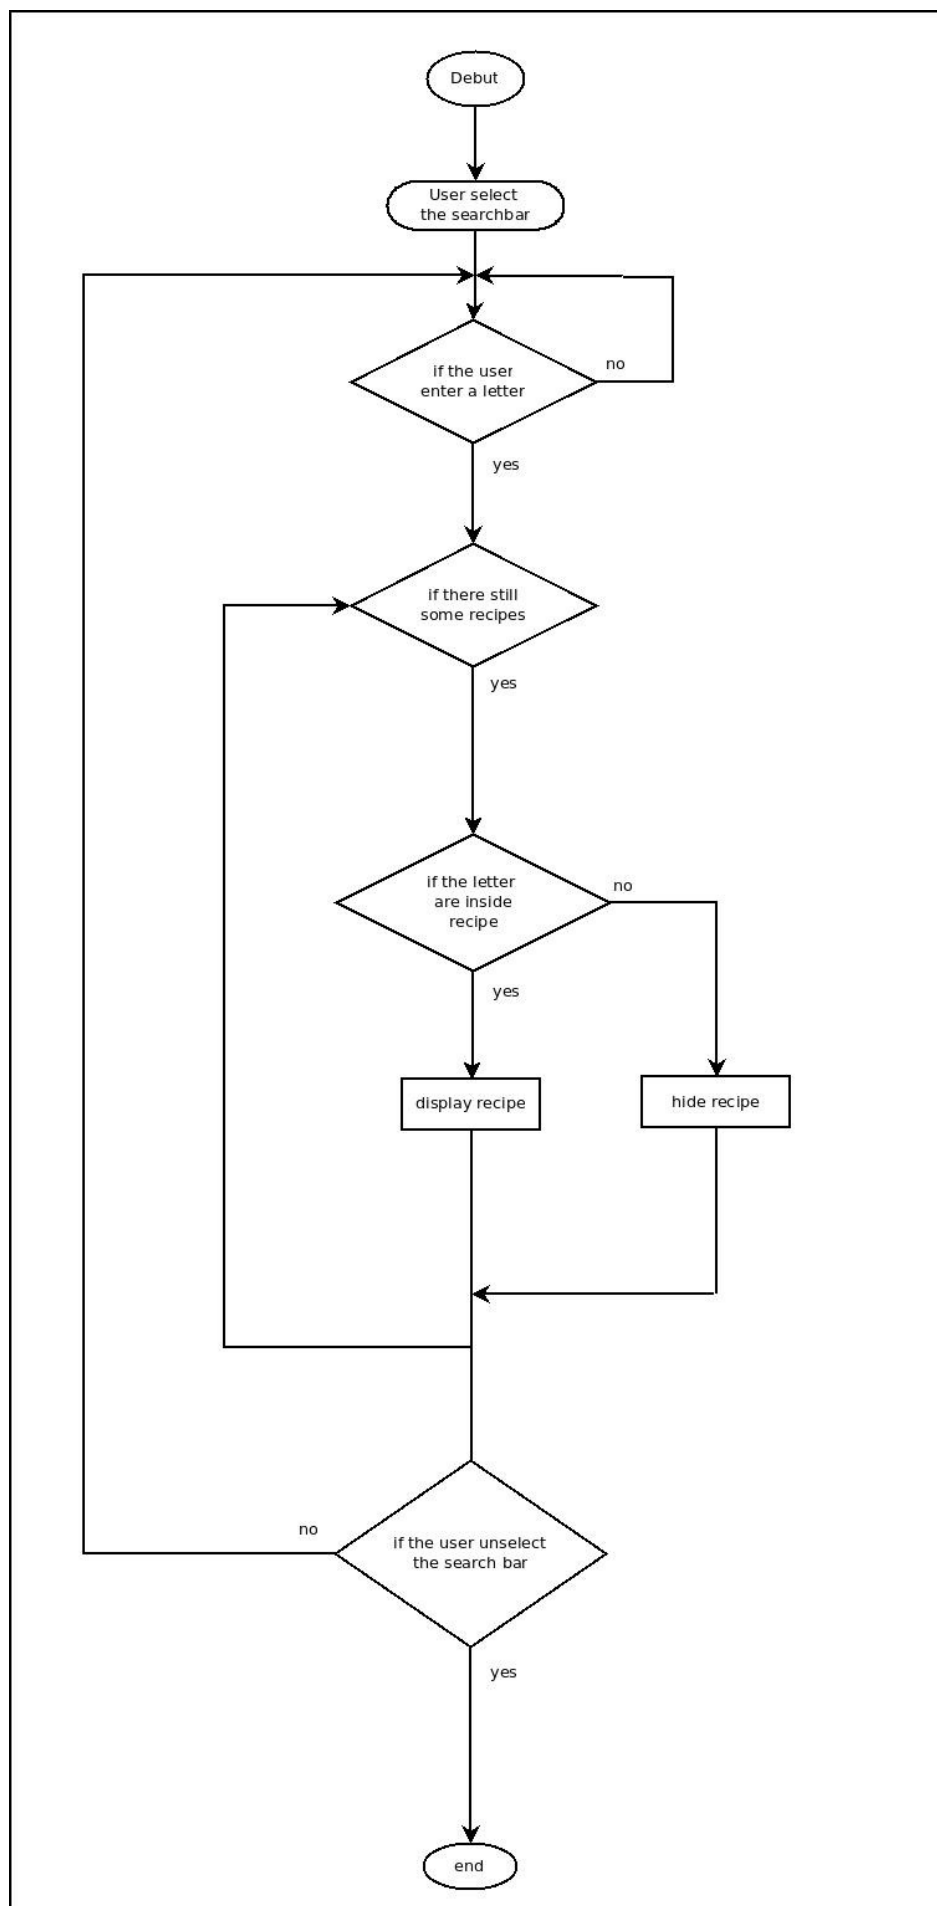 Debut
User select
the searchbar
if the user
enter a letter
no
yes
if there still
some recipes
yes
if the letter
are inside
recipe
no
yes
display recipe
hide recipe
no
if the user unselect
the search bar
yes
end